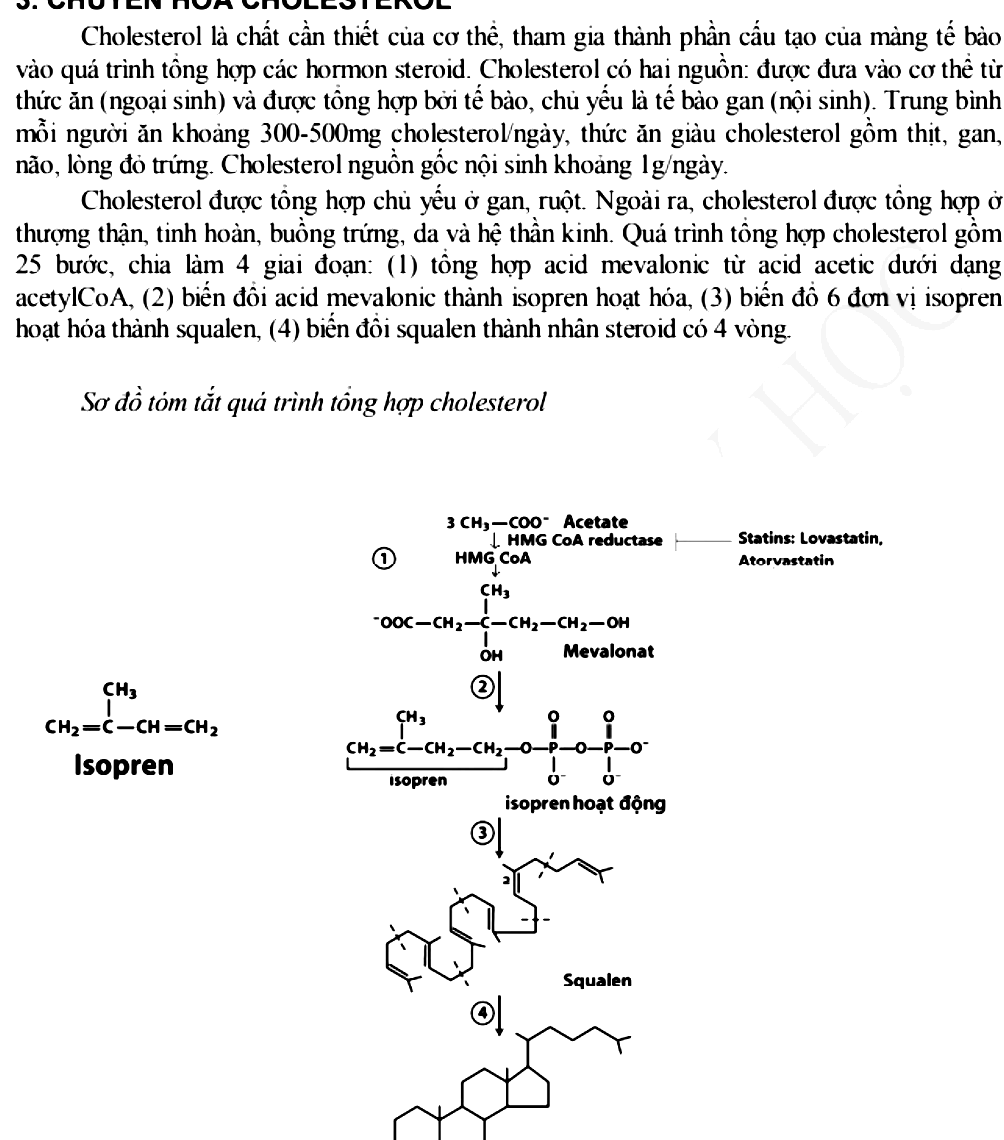 3. CHUYỂN HÓA CHOLESTEROL
Cholesterol là chất cần thiết của cơ thể, tham gia thành phần cấu tạo của màng tế bào
vào quá trình tổng hợp các hormon steroid. Cholesterol có hai nguồn: được đưa vào cơ thể từ
thức ăn (ngoại sinh) và được tổng hợp bởi tế bào, chủ yếu là tế bào gan (nội sinh). Trung bình
mỗi người ăn khoảng 300-500mg cholesterol/ngày, thức ăn giàu cholesterol gồm thịt, gan,
não, lòng đỏ trứng. Cholesterol nguồn gốc nội sinh khoảng 1g/ngày.
Cholesterol được tổng hợp chủ yếu ở gan, ruột. Ngoài ra, cholesterol được tổng hợp ở
thượng thận, tinh hoàn, buồng trứng, da và hệ thần kinh. Quá trình tổng hợp cholesterol gồm
25 bước, chia làm 4 giai đoạn: (1) tổng hợp acid mevalonic từ acid acetic dưới dạng
acetylCoA, (2) biến đổi acid mevalonic thành isopren hoạt hóa, (3) biến đổ 6 đơn vị isopren
hoạt hóa thành squalen, (4) biến đổi squalen thành nhân steroid có 4 vòng.
Sơ đồ tóm tắt quá trình tổng hợp cholesterol
3 CH₃—COO⁻ Acetate
HMG CoA reductase
Statins: Lovastatin,
Atorvastatin
① HMG CoA
CH₃
⁻OOC—CH₂—C—CH₂—CH₂—OH
OH Mevalonat
②
CH₃
CH₂=C—CH=CH₂
Isopren
CH₃ O O
CH₂=C—CH₂—CH₂—O—P—O—P—O⁻
isopren O⁻ O⁻
isopren hoạt động
③
2
Squalen
④
HỌC